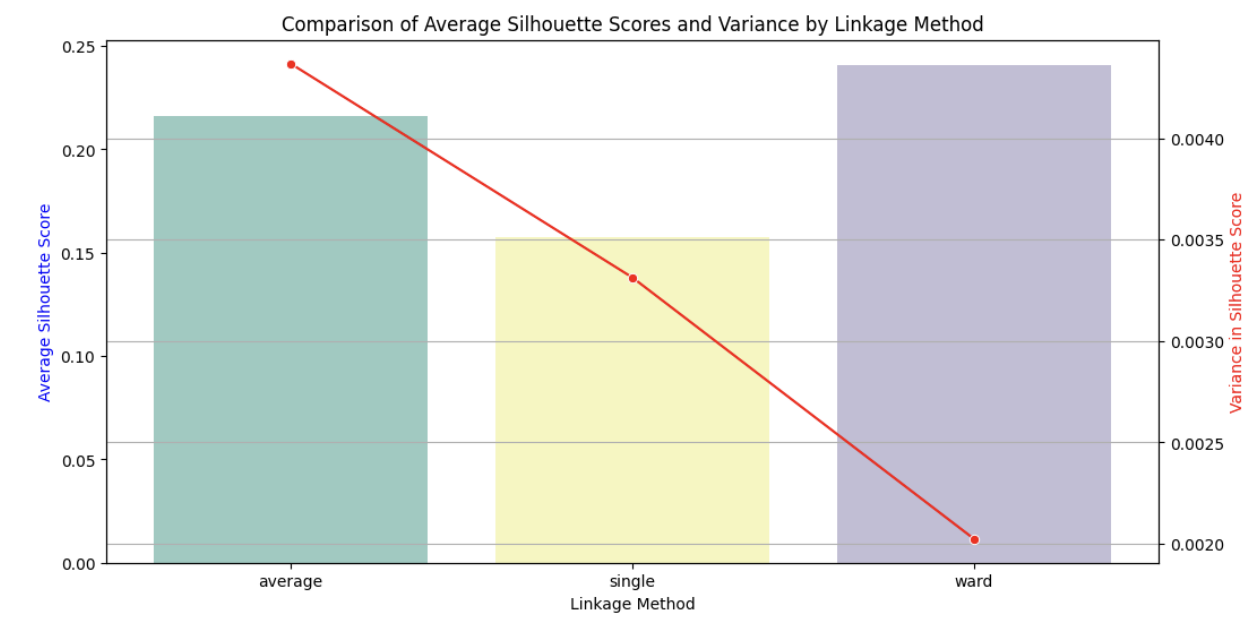 Comparison of Average Silhouette Scores and Variance by Linkage Method
Average Silhouette Score
0.25
0.20
0.15
0.10
0.05
0.00
average
single
ward
Linkage Method
0.0040
0.0035
0.0030
0.0025
0.0020
Variance in Silhouette Score